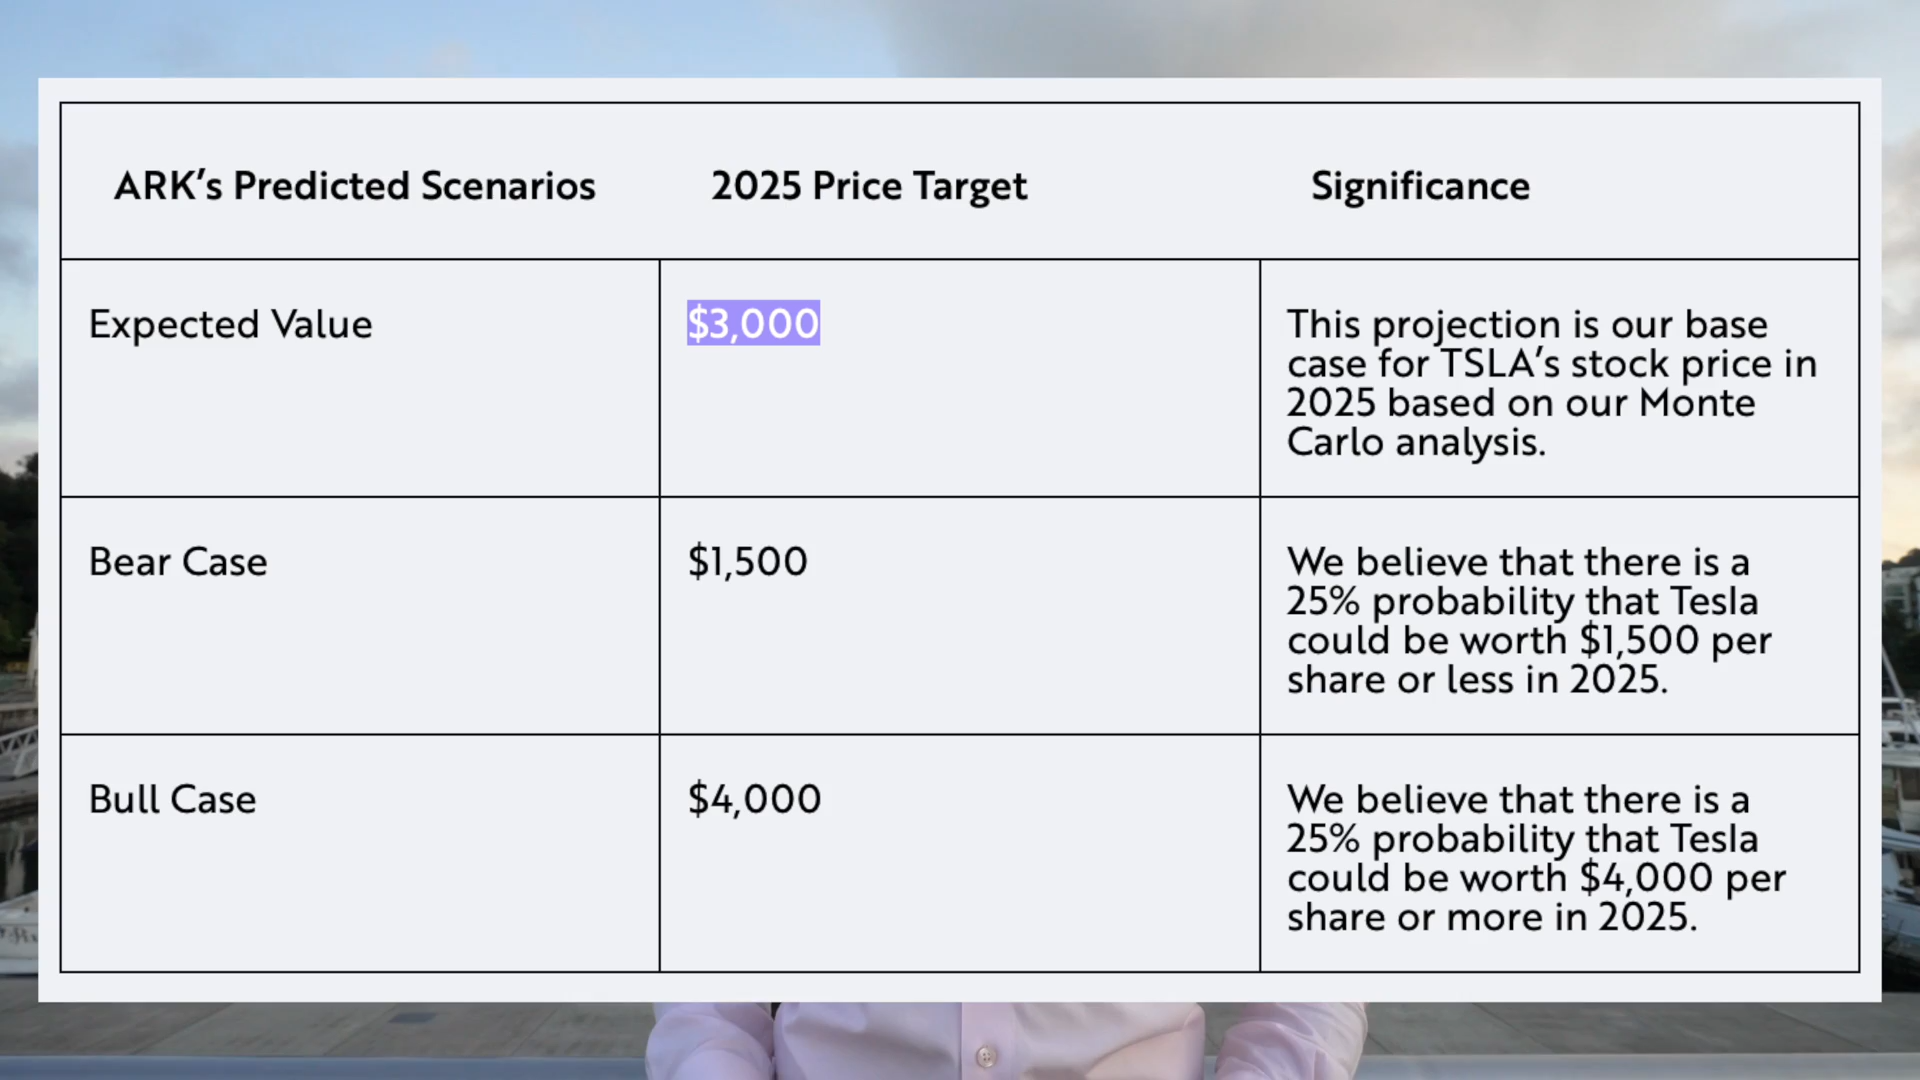 ARK’s Predicted Scenarios
2025 Price Target
Significance
Expected Value
$3,000
This projection is our base
case for TSLA’s stock price in
2025 based on our Monte
Carlo analysis.
Bear Case
$1,500
We believe that there is a
25% probability that Tesla
could be worth $1,500 per
share or less in 2025.
Bull Case
$4,000
We believe that there is a
25% probability that Tesla
could be worth $4,000 per
share or more in 2025.